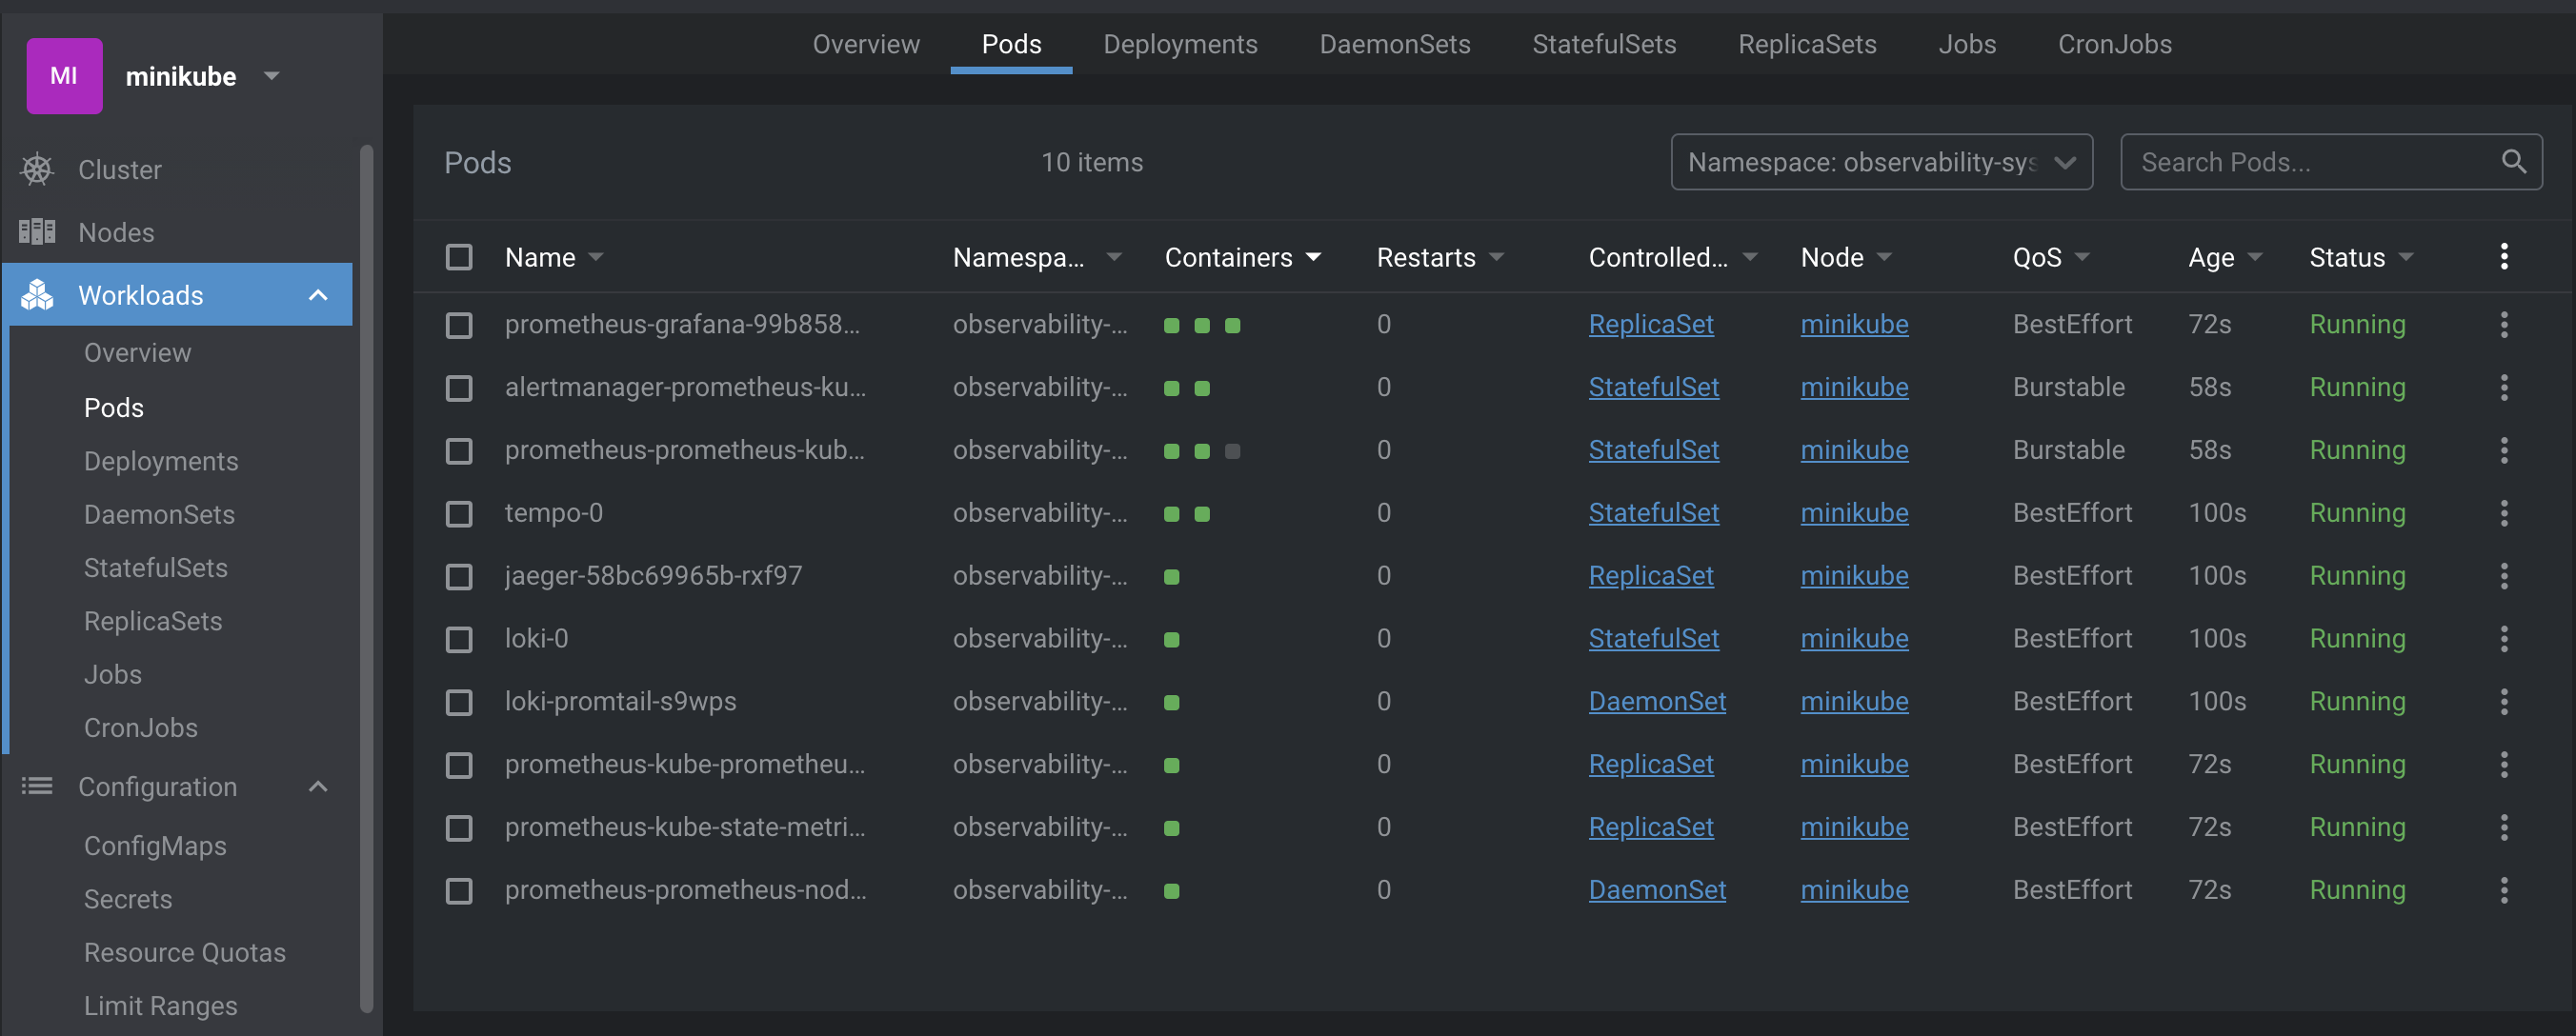 MI minikube
Cluster
Nodes
Workloads
Overview
Pods
Deployments
DaemonSets
StatefulSets
ReplicaSets
Jobs
CronJobs
Configuration
ConfigMaps
Secrets
Resource Quotas
Limit Ranges
Overview Pods Deployments DaemonSets StatefulSets ReplicaSets Jobs CronJobs
Pods 10 items Namespace: observability-sys Search Pods...
Name Namespa... Containers Restarts Controlled... Node QoS Age Status
prometheus-grafana-99b858... observability-... 0 ReplicaSet minikube BestEffort 72s Running
alertmanager-prometheus-ku... observability-... 0 StatefulSet minikube Burstable 58s Running
prometheus-prometheus-kub... observability-... 0 StatefulSet minikube Burstable 58s Running
tempo-0 observability-... 0 StatefulSet minikube BestEffort 100s Running
jaeger-58bc69965b-rxf97 observability-... 0 ReplicaSet minikube BestEffort 100s Running
loki-0 observability-... 0 StatefulSet minikube BestEffort 100s Running
loki-promtail-s9wps observability-... 0 DaemonSet minikube BestEffort 100s Running
prometheus-kube-prometheu... observability-... 0 ReplicaSet minikube BestEffort 72s Running
prometheus-kube-state-metri... observability-... 0 ReplicaSet minikube BestEffort 72s Running
prometheus-prometheus-nod... observability-... 0 DaemonSet minikube BestEffort 72s Running